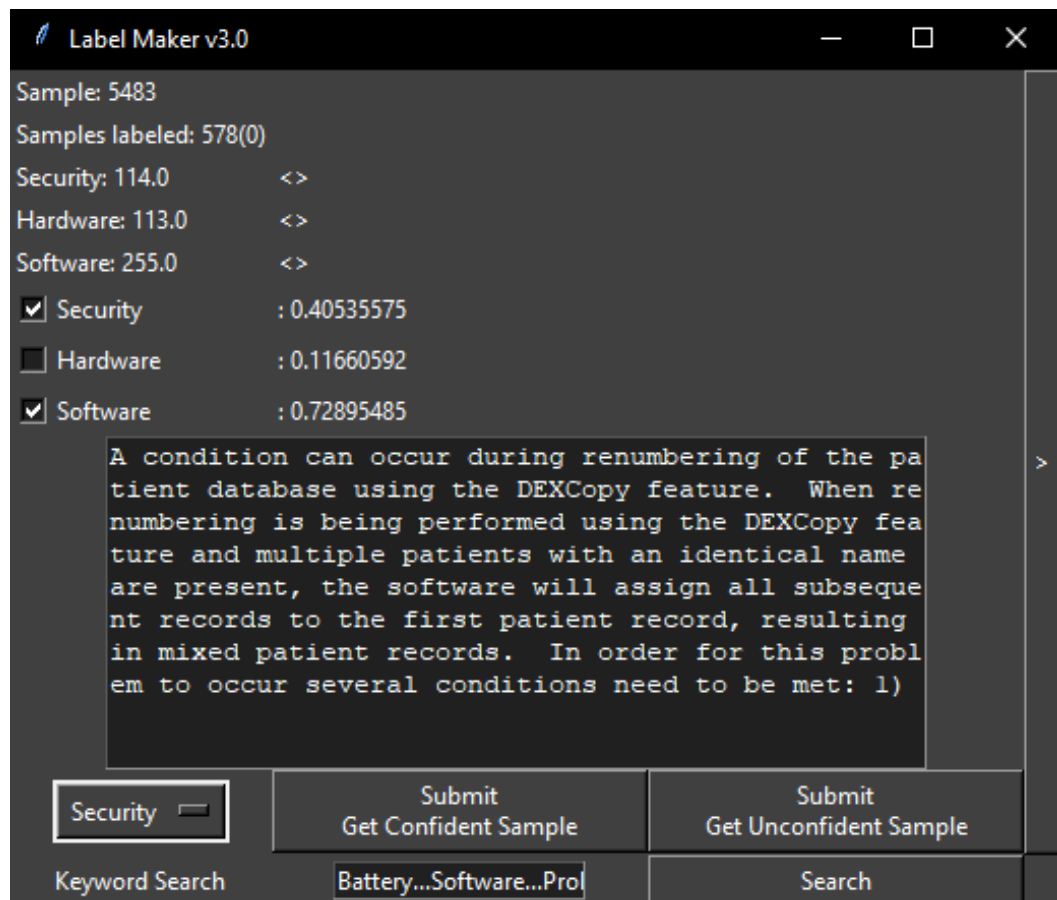 Label Maker v3.0
Sample: 5483
Samples labeled: 578(0)
Security: 114.0 <>
Hardware: 113.0 <>
Software: 255.0 <>
Security : 0.40535575
Hardware : 0.11660592
Software : 0.72895485
A condition can occur during renumbering of the pa
tient database using the DEXCopy feature.  When re
numbering is being performed using the DEXCopy fea
ture and multiple patients with an identical name
are present, the software will assign all subseque
nt records to the first patient record, resulting
in mixed patient records.  In order for this probl
em to occur several conditions need to be met: 1)
>
Security
Submit
Get Confident Sample
Submit
Get Unconfident Sample
Keyword Search Battery...Software...Prol Search